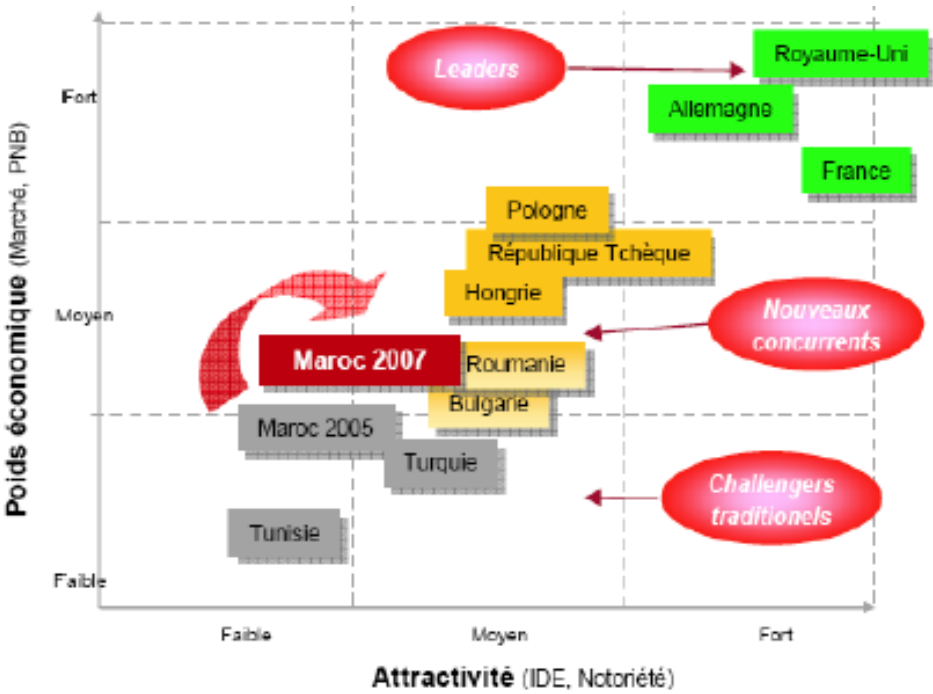 Royaume-Uni
Leaders
Fort
Allemagne
France
Pologne
République Tchèque
Hongrie
Nouveaux
concurrents
Moyen
Maroc 2007
Roumanie
Bulgarie
Maroc 2005
Turquie
Challengers
traditionels
Tunisie
Faible
Faible
Moyen
Fort
Attractivité (IDE, Notoriété)
Poids économique (Marché, PNB)